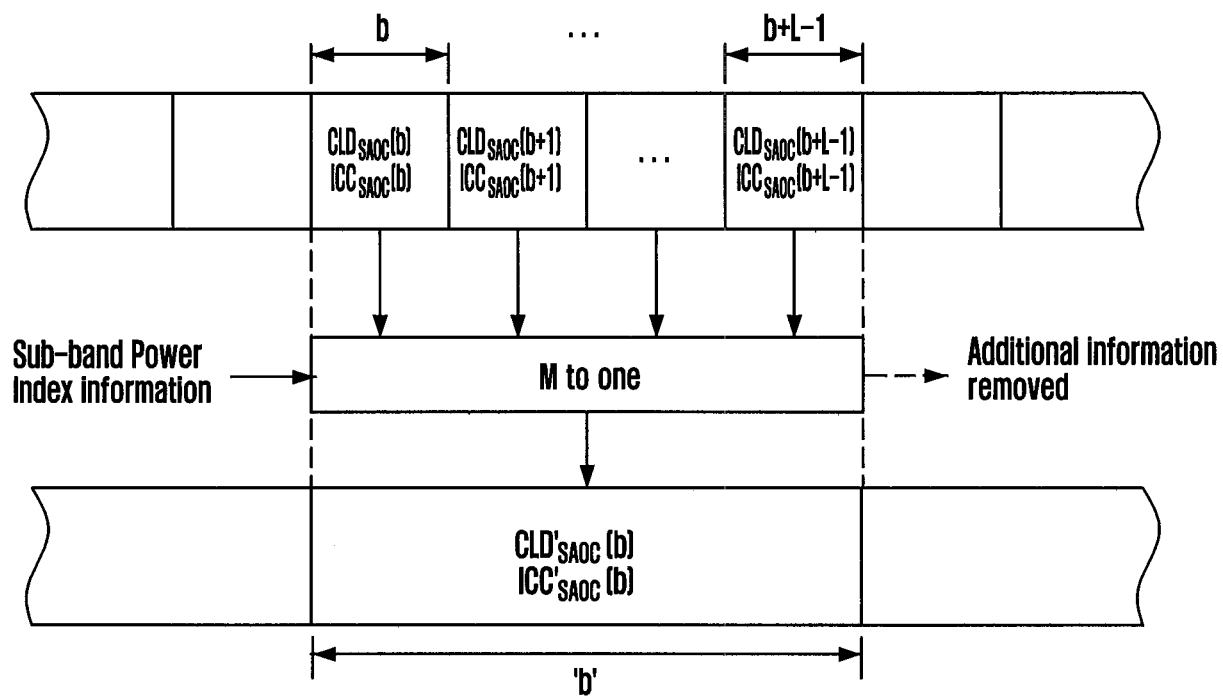 b ... b+L-1
CLD_SAOC(b) CLD_SAOC(b+1) ... CLD_SAOC(b+L-1)
ICC_SAOC(b) ICC_SAOC(b+1) ICC_SAOC(b+L-1)
Sub-band Power
Index information
M to one
Additional information
removed
CLD'_SAOC (b)
ICC'_SAOC (b)
'b'